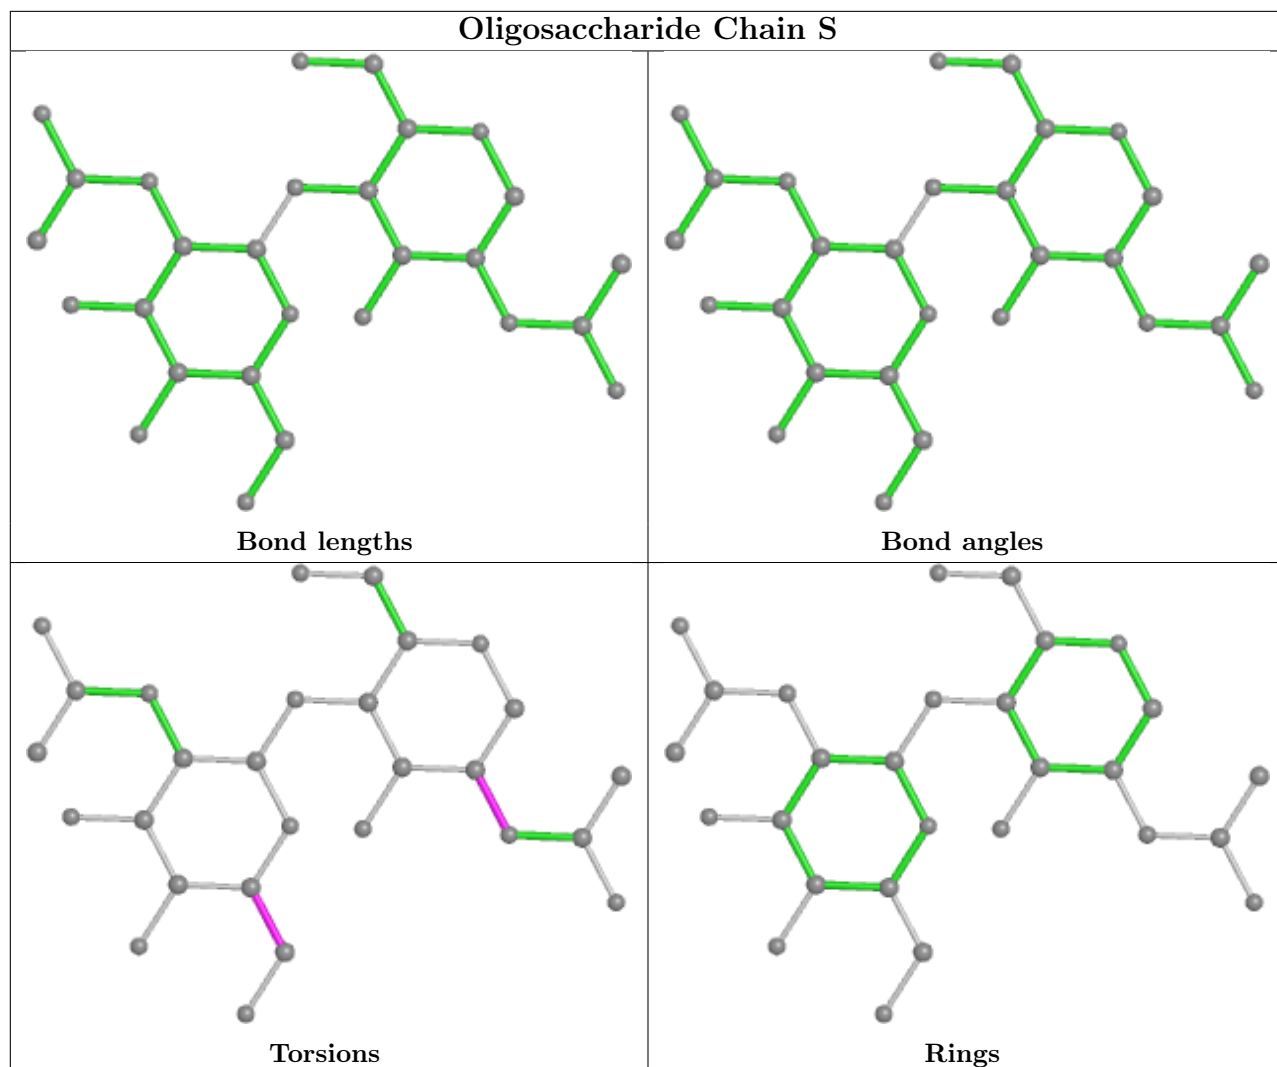 Oligosaccharide Chain S
Bond lengths
Bond angles
Torsions
Rings